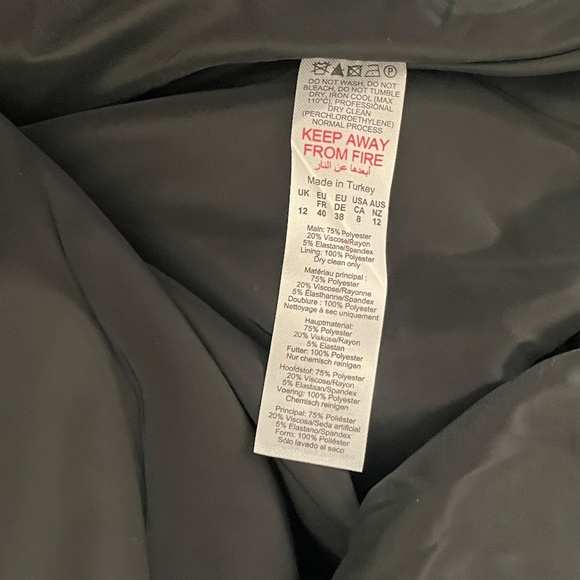 DO NOT WASH, DO NOT
BLEACH, DO NOT TUMBLE
DRY, IRON COOL (MAX
110°C), PROFESSIONAL
DRY CLEAN
(PERCHLOROETHYLENE)
NORMAL PROCESS
KEEP AWAY
FROM FIRE
أبعدها عن النار
Made in Turkey
UK EU EU USA AUS
FR DE CA NZ
12 40 38 8 12
Main: 75% Polyester
20% Viscose/Rayon
5% Elastane/Spandex
Lining: 100% Polyester
Dry clean only
Matériau principal :
75% Polyester
20% Viscose/Rayonne
5% Élasthanne/Spandex
Doublure : 100% Polyester
Nettoyage à sec uniquement
Hauptmaterial:
75% Polyester
20% Viskose/Rayon
5% Elastan
Futter: 100% Polyester
Nur chemisch reinigen
Hoofdstof: 75% Polyester
20% Viscose/Rayon
5% Elastaan/Spandex
Voering: 100% Polyester
Chemisch reinigen
Principal: 75% Poliéster
20% Viscosa/Seda artificial
5% Elastano/Spandex
Forro: 100% Poliéster
Sólo lavado al seco